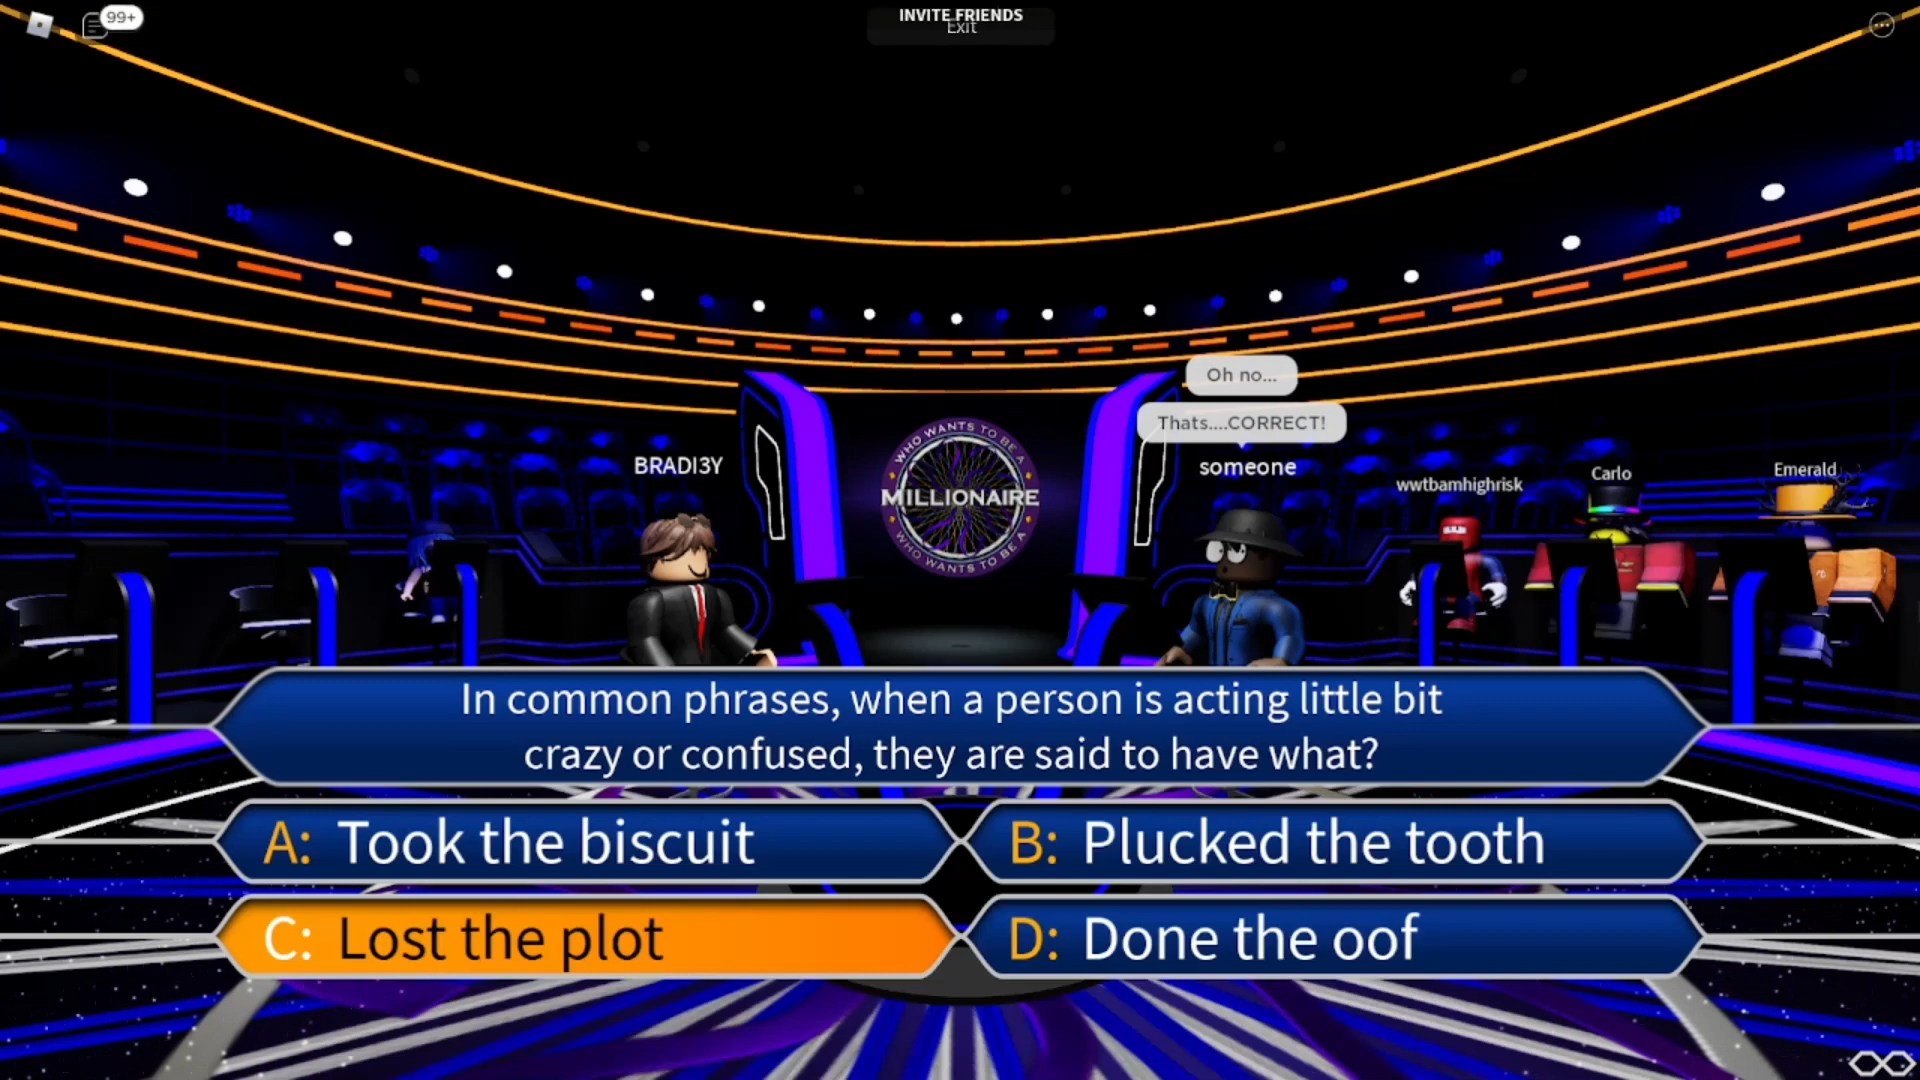 99+
INVITE FRIENDS
Exit
Oh no...
Thats....CORRECT!
BRADI3Y
someone
wwtbamhighrisk
Carlo
Emerald
WHO WANTS TO BE A
MILLIONAIRE
WHO WANTS TO BE A
In common phrases, when a person is acting little bit
crazy or confused, they are said to have what?
A: Took the biscuit
B: Plucked the tooth
C: Lost the plot
D: Done the oof